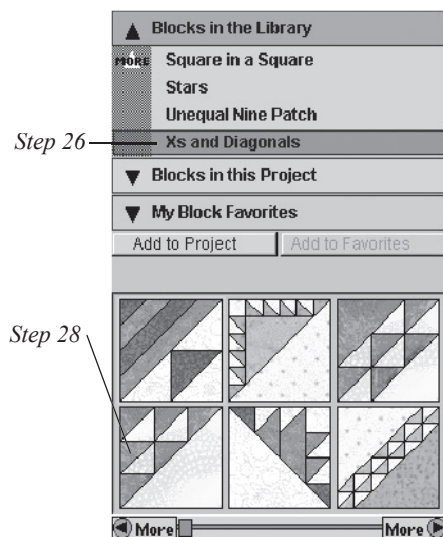 Blocks in the Library
MORE
Square in a Square
Stars
Unequal Nine Patch
Step 26
Xs and Diagonals
Blocks in this Project
My Block Favorites
Add to Project
Add to Favorites
Step 28
More
More